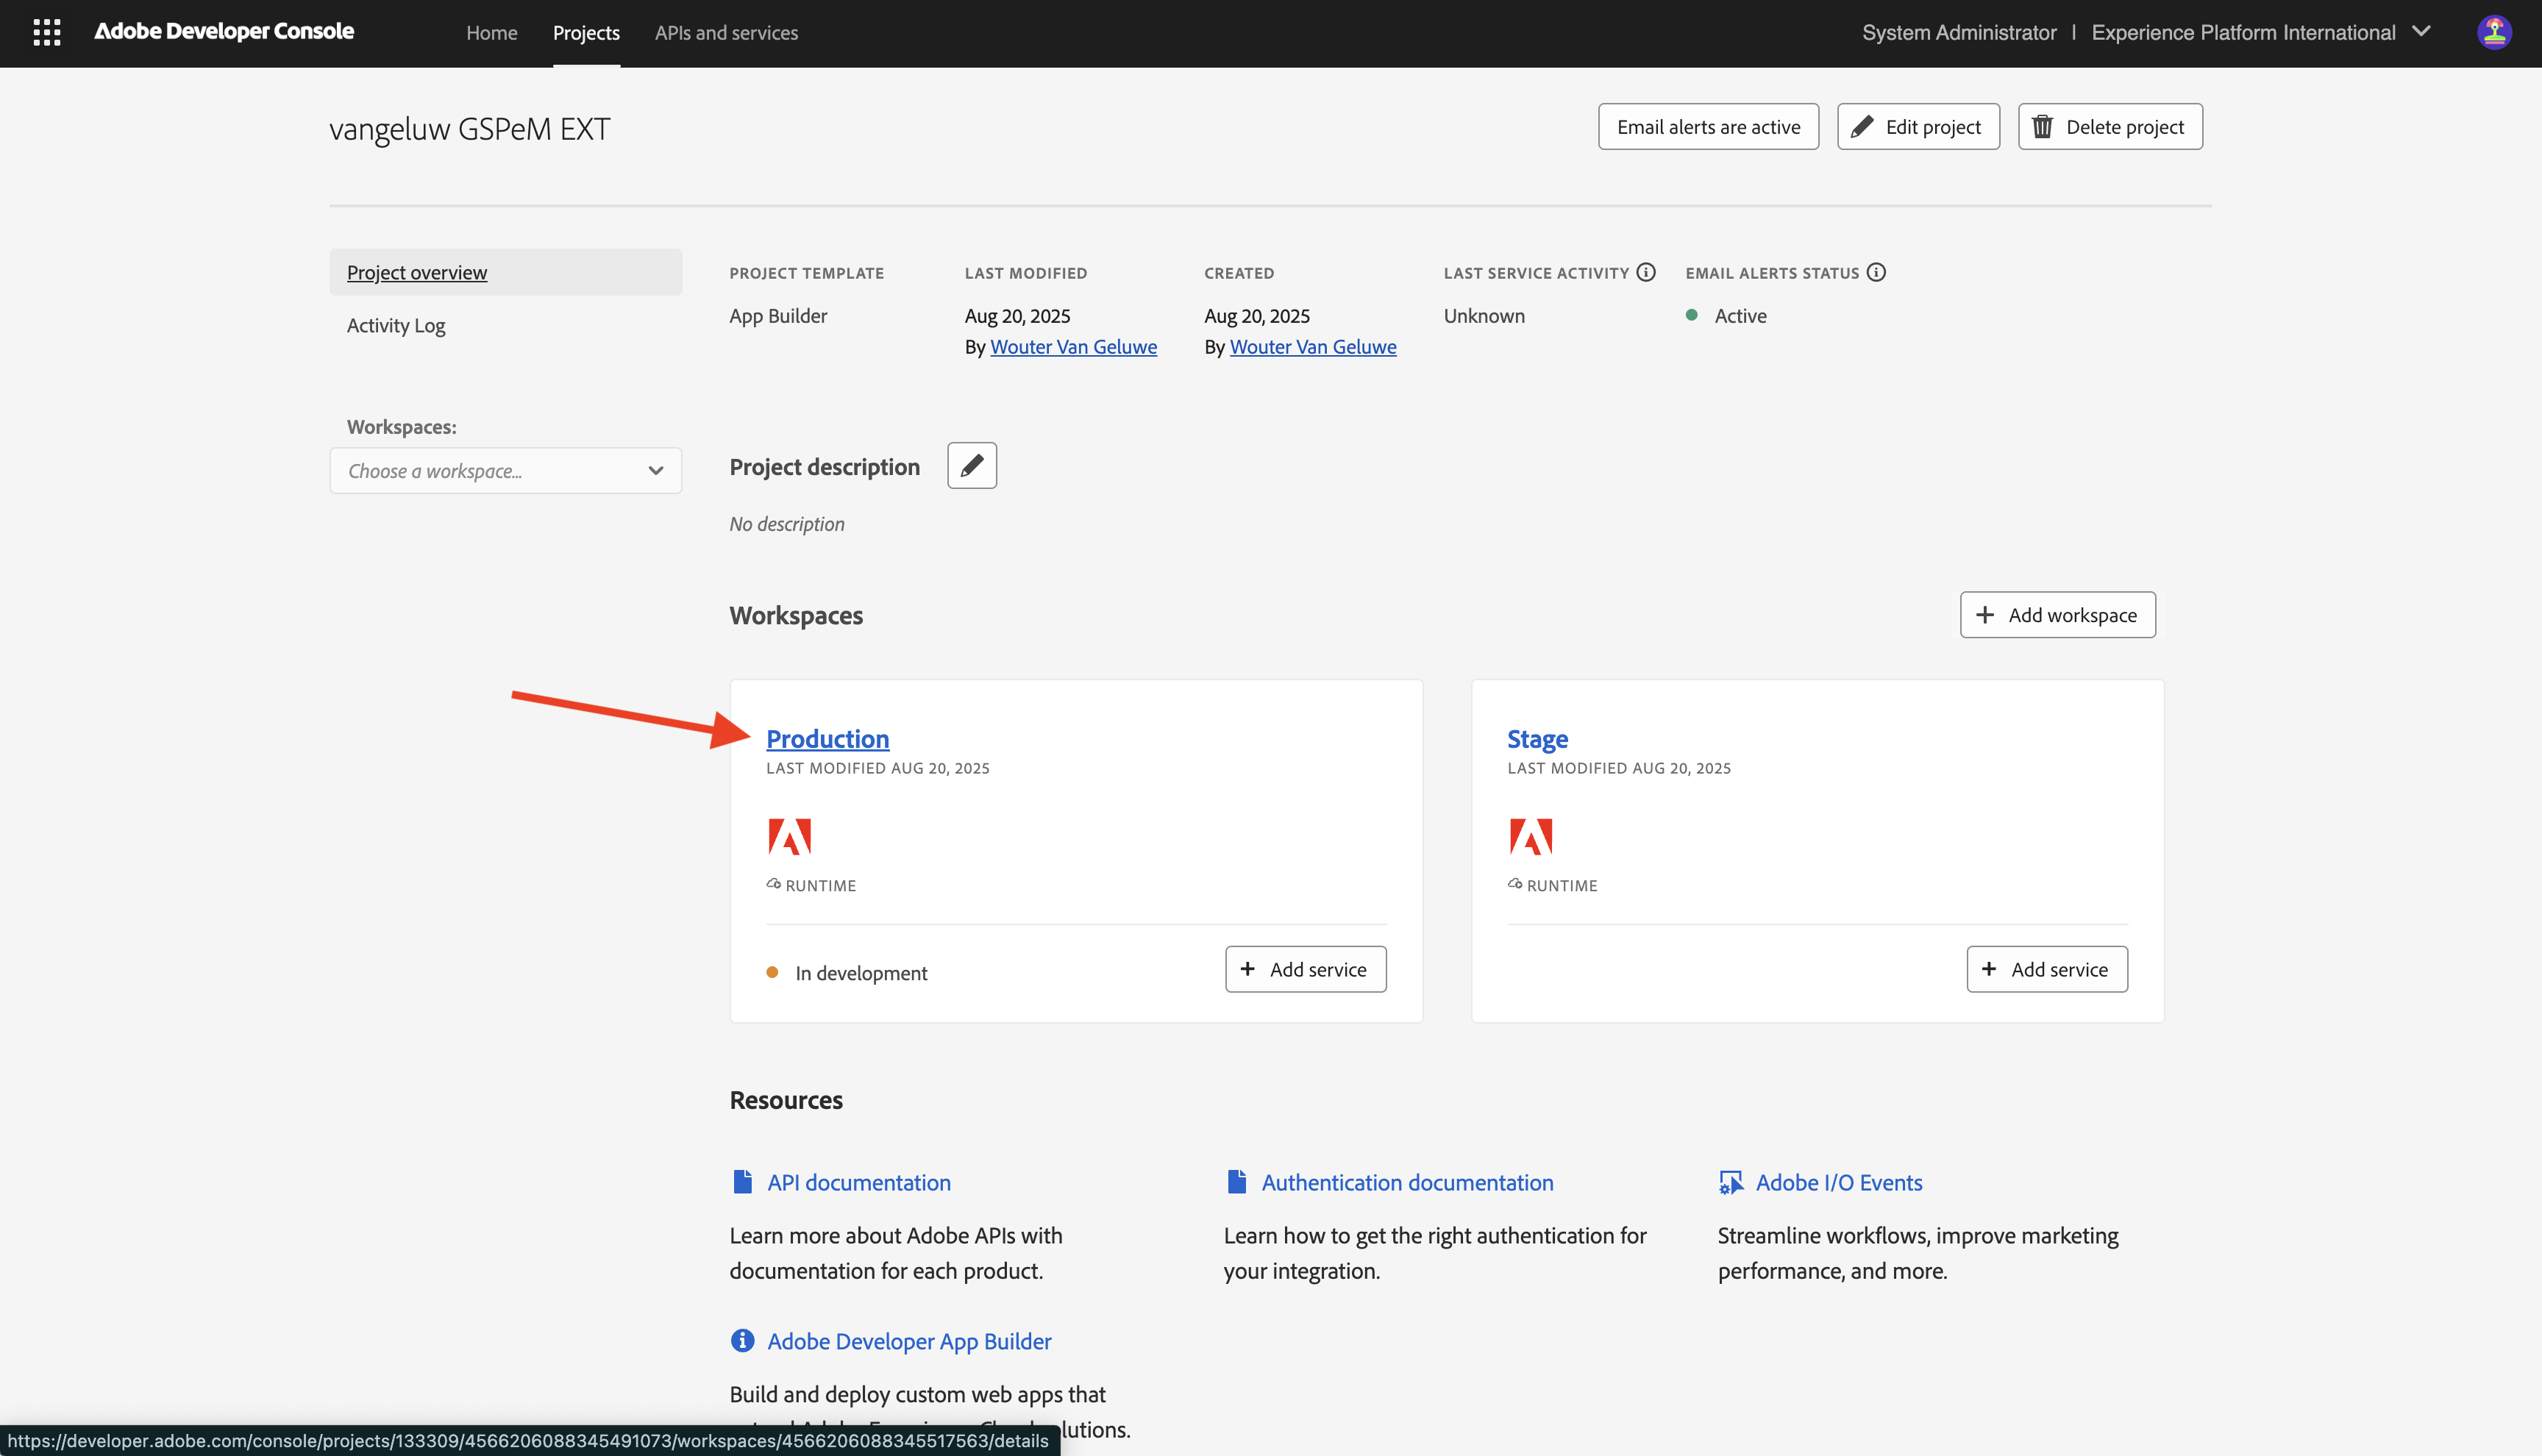 Adobe Developer Console
Home
Projects
APIs and services
System Administrator | Experience Platform International
vangeluw GSPeM EXT
Email alerts are active
Edit project
Delete project
Project overview
Activity Log
Workspaces:
Choose a workspace...
PROJECT TEMPLATE
App Builder
LAST MODIFIED
Aug 20, 2025
By Wouter Van Geluwe
CREATED
Aug 20, 2025
By Wouter Van Geluwe
LAST SERVICE ACTIVITY
Unknown
EMAIL ALERTS STATUS
Active
Project description
No description
Workspaces
Add workspace
Production
LAST MODIFIED AUG 20, 2025
RUNTIME
In development
Add service
Stage
LAST MODIFIED AUG 20, 2025
RUNTIME
Add service
Resources
API documentation
Learn more about Adobe APIs with
documentation for each product.
Authentication documentation
Learn how to get the right authentication for
your integration.
Adobe I/O Events
Streamline workflows, improve marketing
performance, and more.
Adobe Developer App Builder
Build and deploy custom web apps that
lutions.
https://developer.adobe.com/console/projects/133309/4566206088345491073/workspaces/4566206088345517563/details